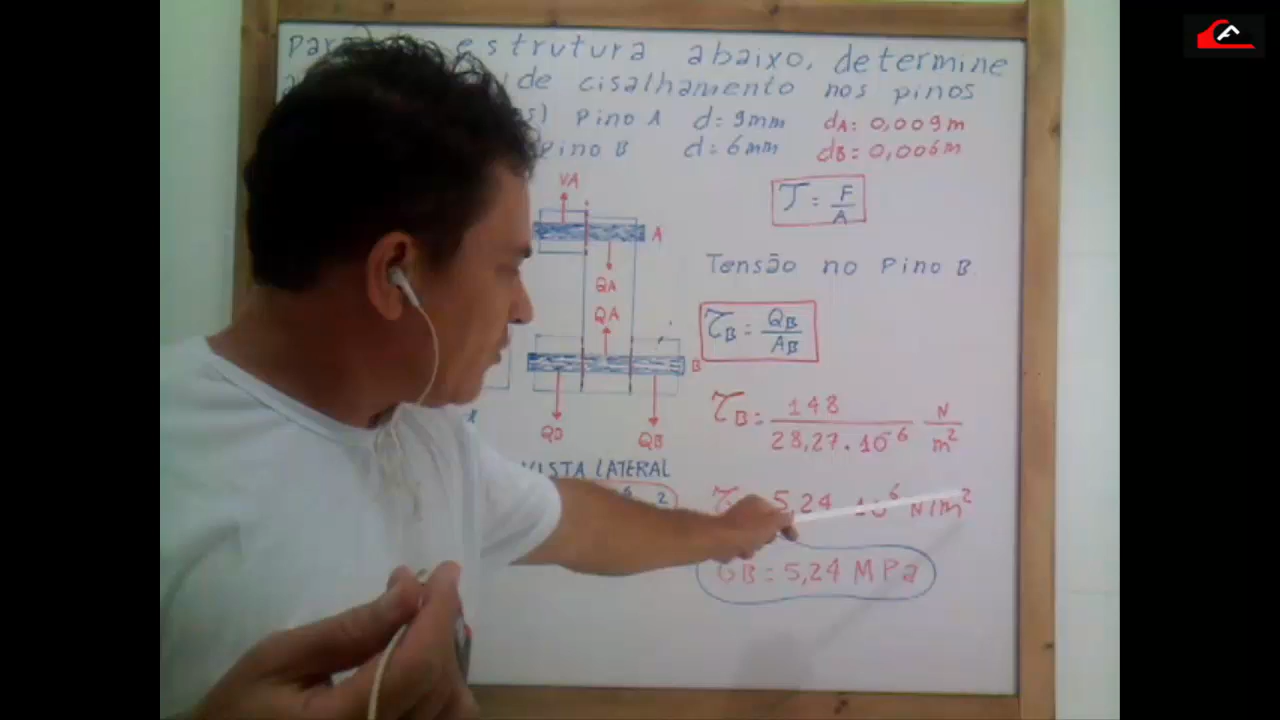 estrutura abaixo, determine
de cisalhamento nos pinos
s) Pino A d=9mm dA=0,009m
Pino B d=6mm dB=0,006m
VA
τ = F/A
A
Tensão no Pino B
QA
QA
τB = QB/AB
B
τB = 148 / 28,27.10⁻⁶ N/m²
QB QB
VISTA LATERAL
5,24 10⁶ N/m²
6B = 5,24 MPa